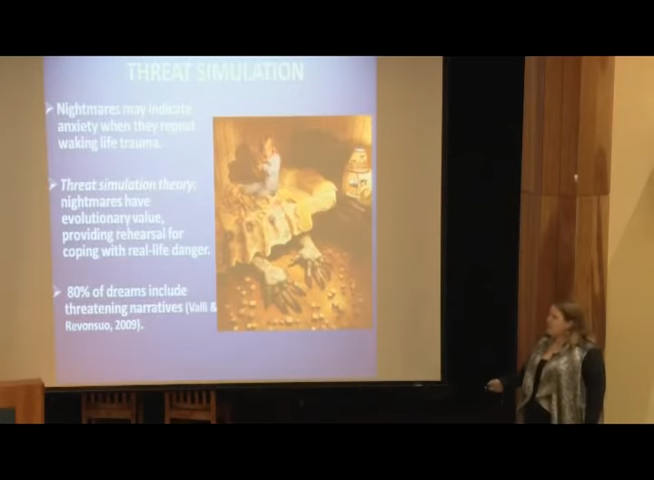 THREAT SIMULATION
Nightmares may indicate
anxiety when they repeat
waking life trauma.
Threat simulation theory:
nightmares have
evolutionary value,
providing rehearsal for
coping with real-life danger.
80% of dreams include
threatening narratives (Valli &
Revonsuo, 2009).